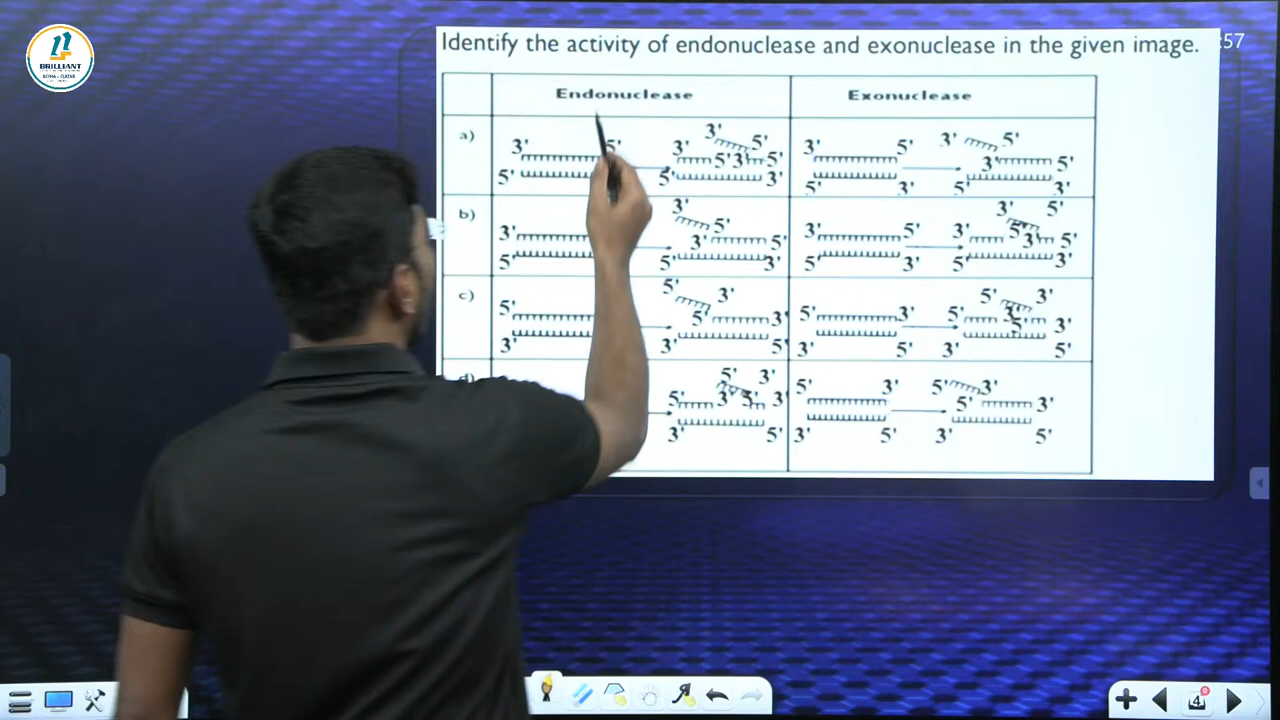 BRILLIANT
DOHA - QATAR
Identify the activity of endonuclease and exonuclease in the given image.
:57
Endonuclease Exonuclease
a)
3' 5' 3' 3' 5' 5' 3' 5' 3' 5' 3' 5'
5' 5' 3' 5' 3' 5' 3'
b)
3' 3' 5' 3' 5' 3' 5' 3' 3' 5' 5' 3' 5'
5' 5' 3' 5' 3' 5' 3'
c)
5' 5' 3' 5' 3' 5' 3' 5' 5' 3' 3' 5' 3'
3' 3' 5' 3' 5' 3' 5'
d)
5' 5' 3' 3' 5' 3' 5' 3' 5' 3' 5' 3'
3' 5' 3' 5' 3' 5'
4